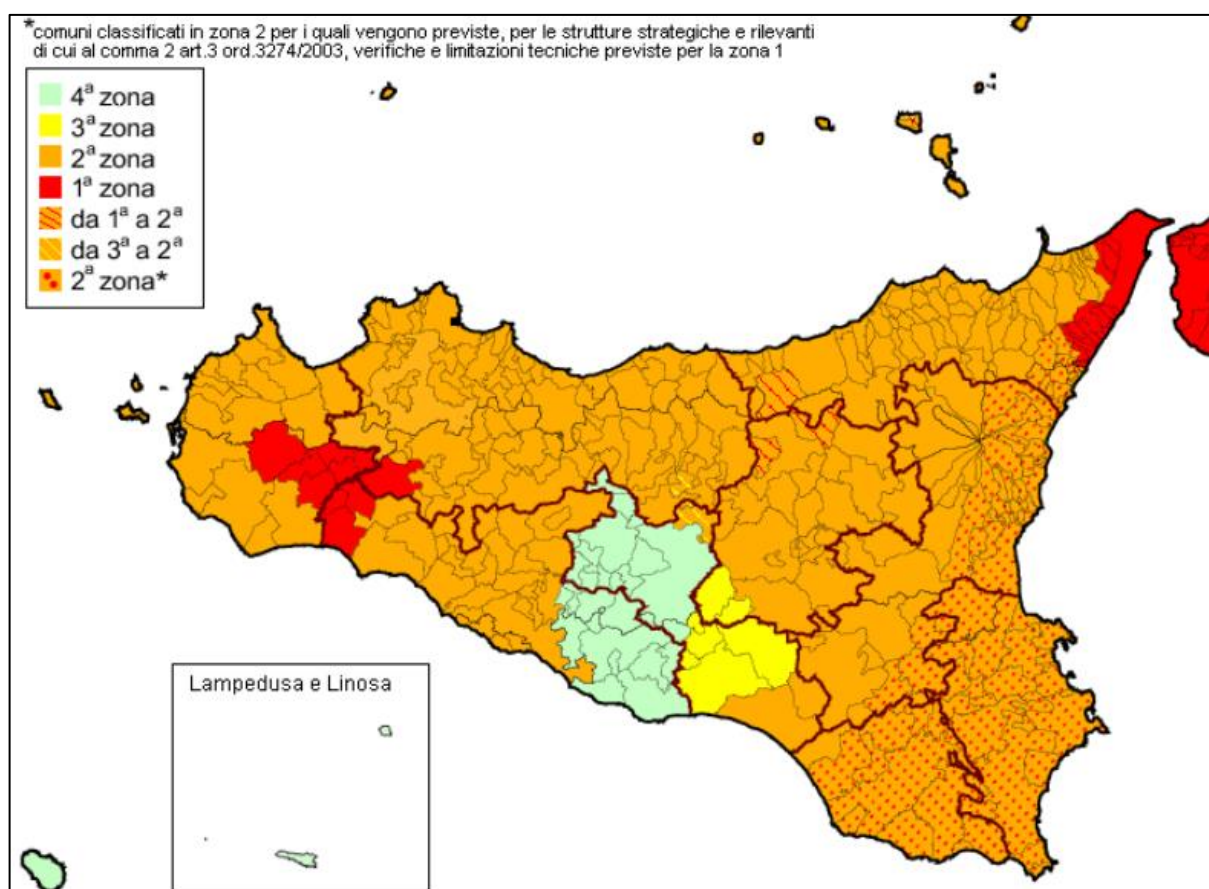 *comuni classificati in zona 2 per i quali vengono previste, per le strutture strategiche e rilevanti
di cui al comma 2 art.3 ord.3274/2003, verifiche e limitazioni tecniche previste per la zona 1
4ª zona
3ª zona
2ª zona
1ª zona
da 1ª a 2ª
da 3ª a 2ª
2ª zona*
Lampedusa e Linosa